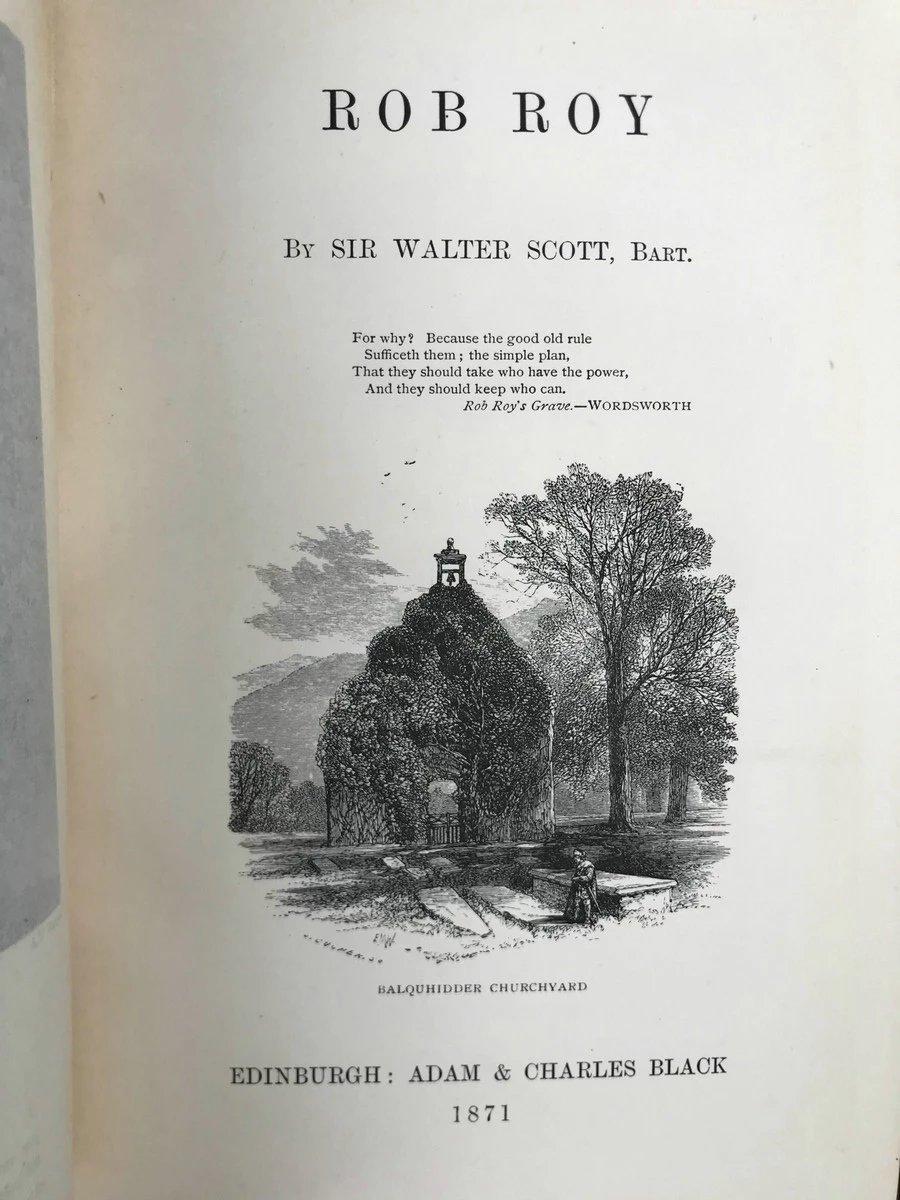 ROB ROY
By SIR WALTER SCOTT, Bart.
For why? Because the good old rule
Sufficeth them; the simple plan,
That they should take who have the power,
And they should keep who can.
Rob Roy's Grave.—WORDSWORTH
BALQUHIDDER CHURCHYARD
EDINBURGH: ADAM & CHARLES BLACK
1871